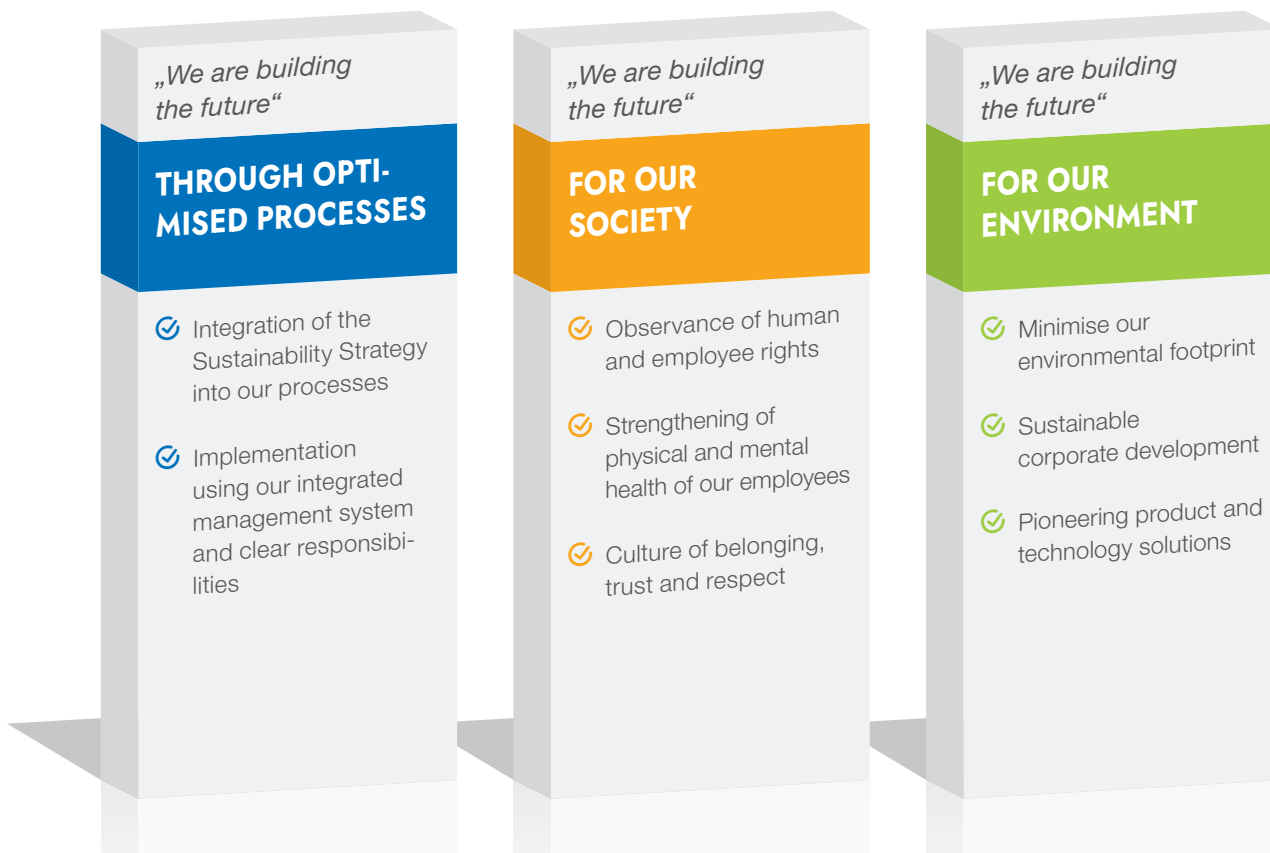 „We are building
the future“
THROUGH OPTI-
MISED PROCESSES
Integration of the
Sustainability Strategy
into our processes
Implementation
using our integrated
management system
and clear responsibi-
lities
„We are building
the future“
FOR OUR
SOCIETY
Observance of human
and employee rights
Strengthening of
physical and mental
health of our employees
Culture of belonging,
trust and respect
„We are building
the future“
FOR OUR
ENVIRONMENT
Minimise our
environmental footprint
Sustainable
corporate development
Pioneering product and
technology solutions